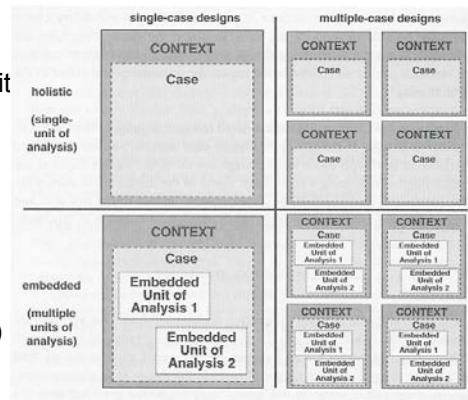 single-case designs
multiple-case designs
CONTEXT
Case
CONTEXT
Case
CONTEXT
Case
CONTEXT
Case
CONTEXT
Case
it
holistic
(single-
unit of
analysis)
CONTEXT
Case
Embedded
Unit of
Analysis 1
Embedded
Unit of
Analysis 2
CONTEXT
Case
Embedded
Unit of
Analysis 1
Embedded
Unit of
Analysis 2
CONTEXT
Case
Embedded
Unit of
Analysis 1
Embedded
Unit of
Analysis 2
CONTEXT
Case
Embedded
Unit of
Analysis 1
Embedded
Unit of
Analysis 2
CONTEXT
Case
Embedded
Unit of
Analysis 1
Embedded
Unit of
Analysis 2
embedded
(multiple
units of
analysis)
)